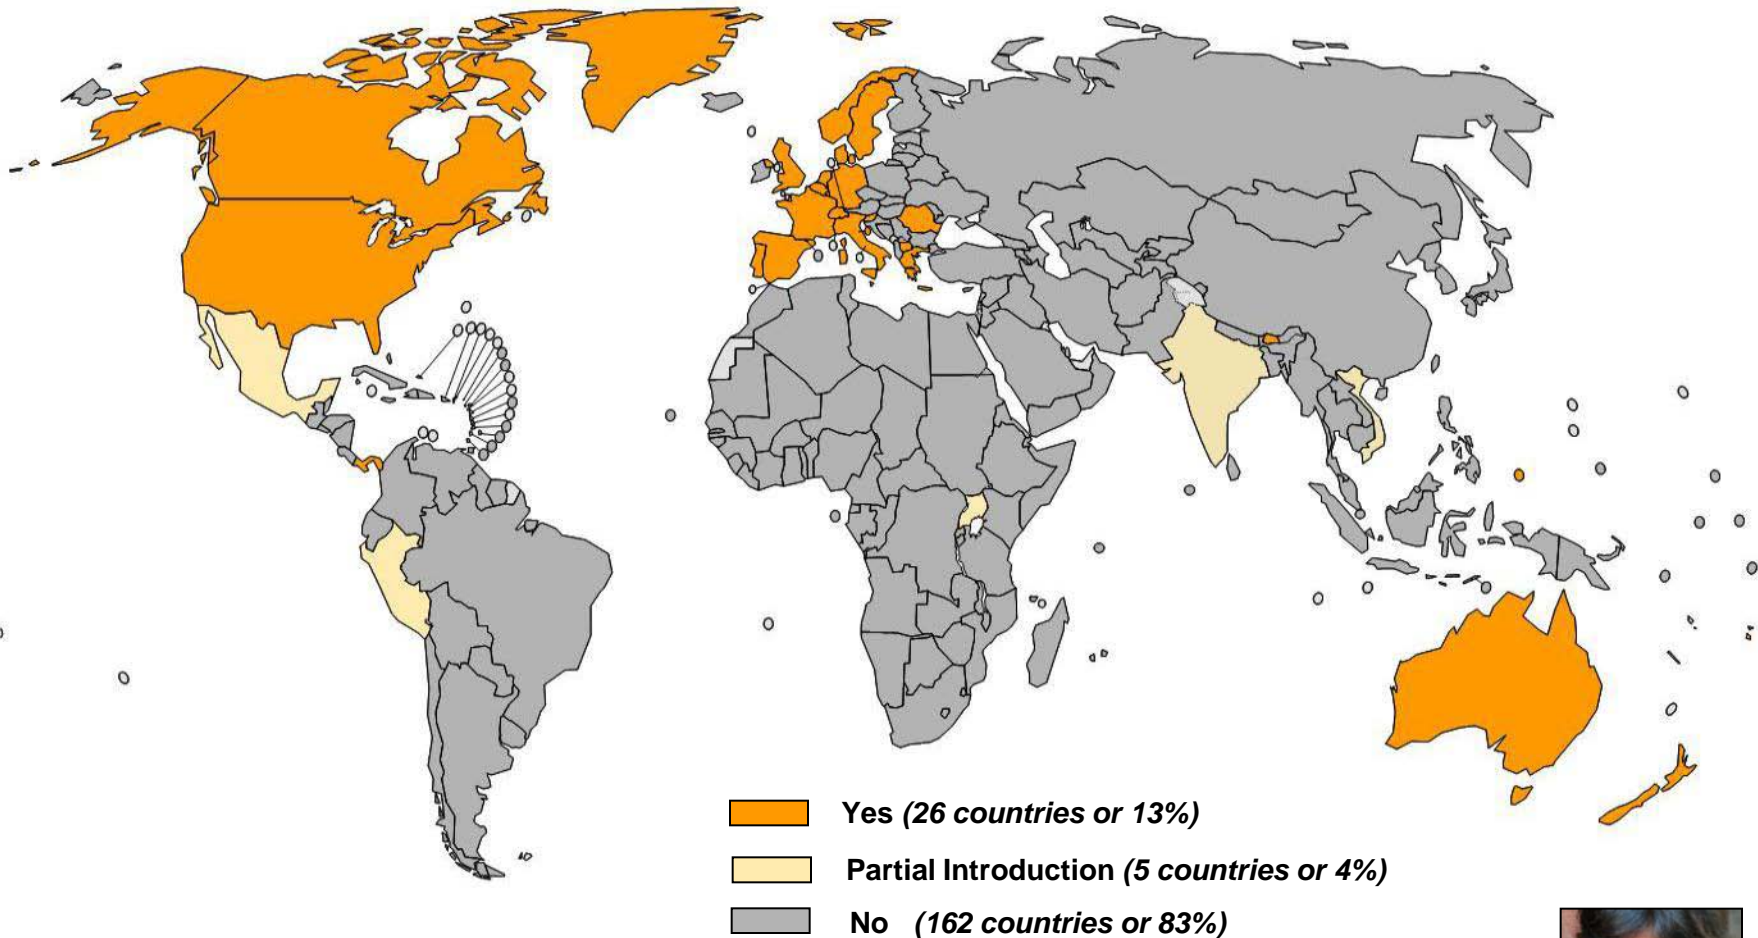 Yes (26 countries or 13%)
Partial Introduction (5 countries or 4%)
No (162 countries or 83%)